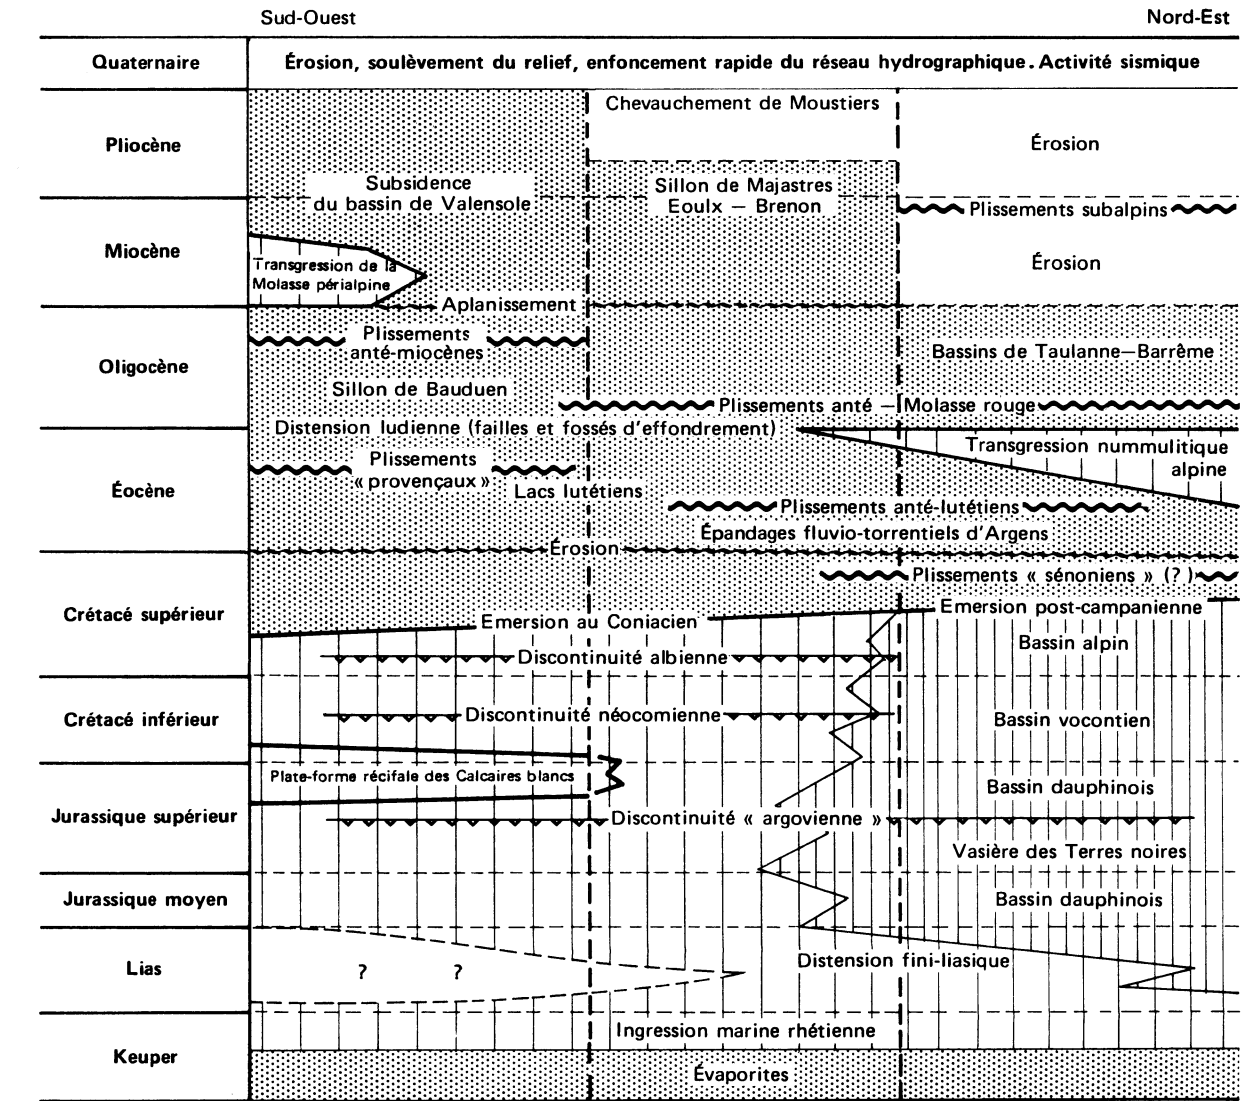 Sud-Ouest
Nord-Est
Quaternaire
Érosion, soulèvement du relief, enfoncement rapide du réseau hydrographique. Activité sismique
Pliocène
Chevauchement de Moustiers
Érosion
Subsidence
du bassin de Valensole
Sillon de Majastres
Eoulx – Brenon
Plissements subalpins
Miocène
Transgression de la
Molasse périalpine
Érosion
Aplanissement
Oligocène
Plissements
anté-miocènes
Bassins de Taulanne–Barrême
Sillon de Bauduen
Plissements anté – Molasse rouge
Distension ludienne (failles et fossés d'effondrement)
Transgression nummulitique
alpine
Éocène
Plissements
« provençaux »
Lacs lutétiens
Plissements anté-lutétiens
Épandages fluvio-torrentiels d'Argens
Érosion
Plissements « sénoniens » (?)
Crétacé supérieur
Emersion post-campanienne
Emersion au Coniacien
Bassin alpin
Discontinuité albienne
Crétacé inférieur
Discontinuité néocomienne
Bassin vocontien
Plate-forme récifale des Calcaires blancs
Bassin dauphinois
Jurassique supérieur
Discontinuité « argovienne »
Vasière des Terres noires
Jurassique moyen
Bassin dauphinois
Lias
? ?
Distension fini-liasique
Ingression marine rhétienne
Keuper
Évaporites